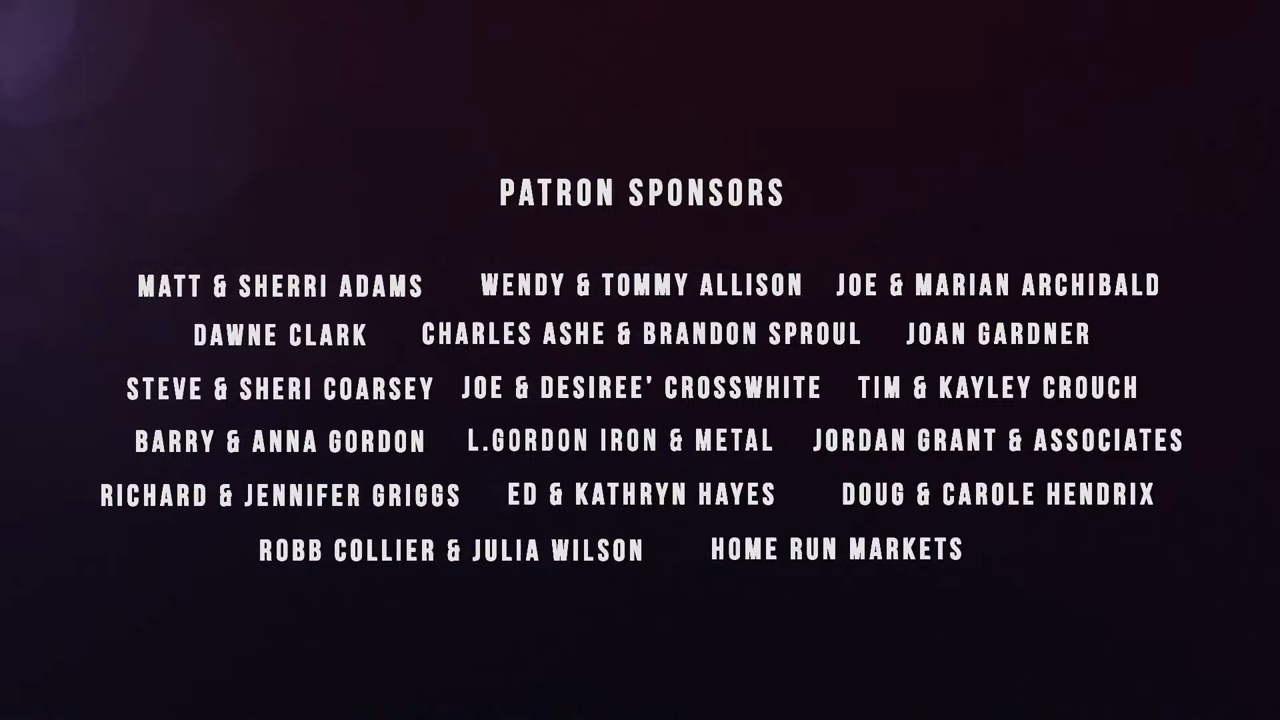 PATRON SPONSORS
MATT & SHERRI ADAMS WENDY & TOMMY ALLISON JOE & MARIAN ARCHIBALD
DAWNE CLARK CHARLES ASHE & BRANDON SPROUL JOAN GARDNER
STEVE & SHERI COARSEY JOE & DESIREE' CROSSWHITE TIM & KAYLEY CROUCH
BARRY & ANNA GORDON L.GORDON IRON & METAL JORDAN GRANT & ASSOCIATES
RICHARD & JENNIFER GRIGGS ED & KATHRYN HAYES DOUG & CAROLE HENDRIX
ROBB COLLIER & JULIA WILSON HOME RUN MARKETS